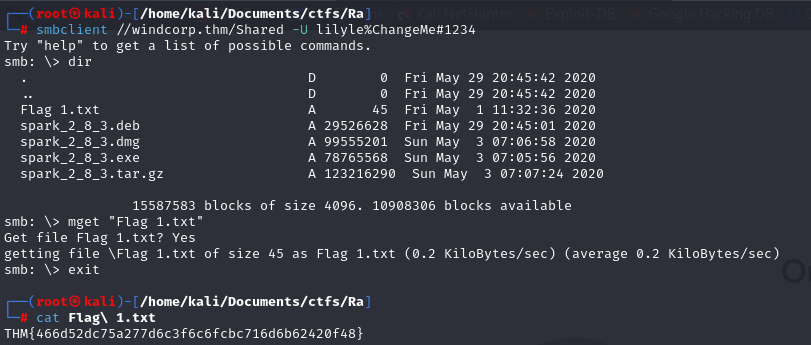 (root㉿kali)-[/home/kali/Documents/ctfs/Ra]
# smbclient //windcorp.thm/Shared -U lilyle%ChangeMe#1234
Try "help" to get a list of possible commands.
smb: \> dir
. D 0 Fri May 29 20:45:42 2020
.. D 0 Fri May 29 20:45:42 2020
Flag 1.txt A 45 Fri May 1 11:32:36 2020
spark_2_8_3.deb A 29526628 Fri May 29 20:45:01 2020
spark_2_8_3.dmg A 99555201 Sun May 3 07:06:58 2020
spark_2_8_3.exe A 78765568 Sun May 3 07:05:56 2020
spark_2_8_3.tar.gz A 123216290 Sun May 3 07:07:24 2020
15587583 blocks of size 4096. 10908306 blocks available
smb: \> mget "Flag 1.txt"
Get file Flag 1.txt? Yes
getting file \Flag 1.txt of size 45 as Flag 1.txt (0.2 KiloBytes/sec) (average 0.2 KiloBytes/sec)
smb: \> exit
(root㉿kali)-[/home/kali/Documents/ctfs/Ra]
# cat Flag\ 1.txt
THM{466d52dc75a277d6c3f6c6fcbc716d6b62420f48}